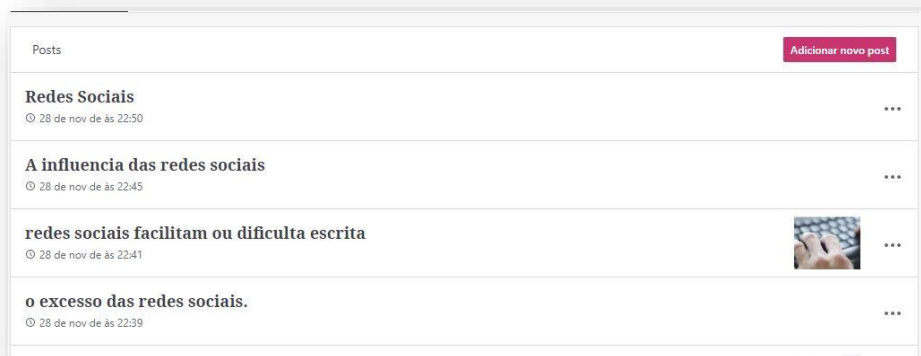 Posts
Adicionar novo post
Redes Sociais
28 de nov de às 22:50
A influencia das redes sociais
28 de nov de às 22:45
redes sociais facilitam ou dificulta escrita
28 de nov de às 22:41
o excesso das redes sociais.
28 de nov de às 22:39